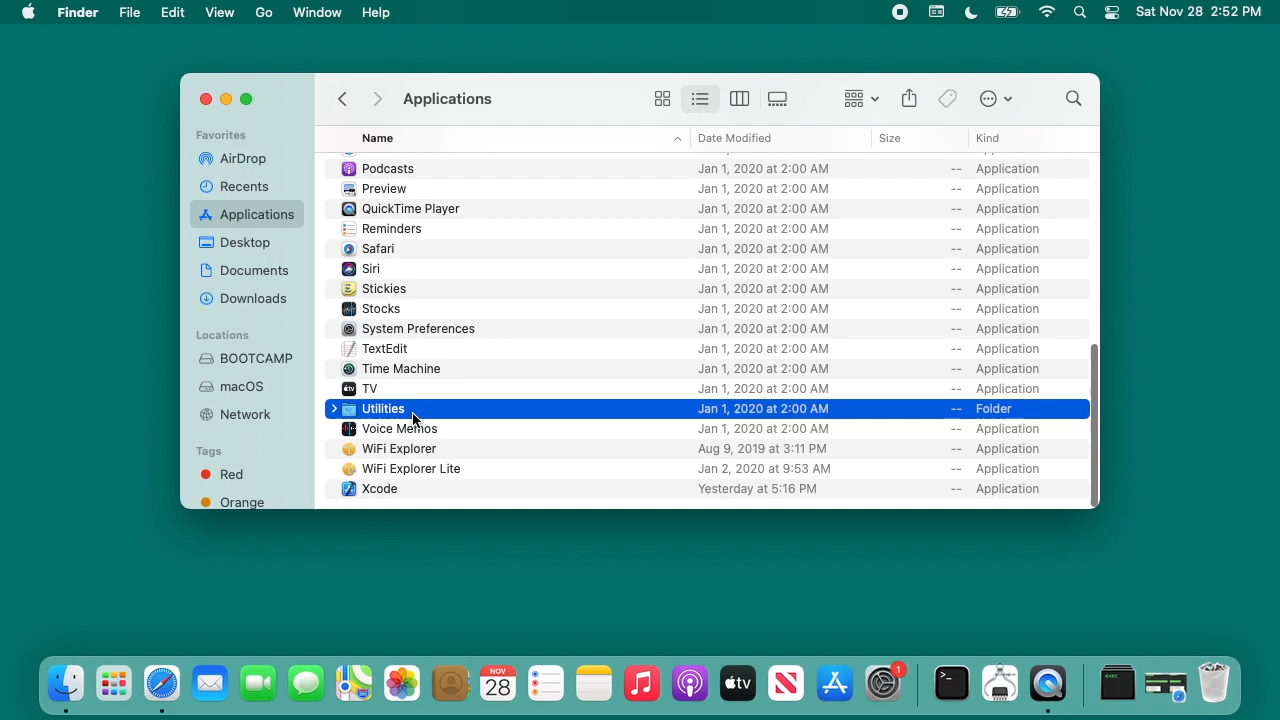 Finder File Edit View Go Window Help Sat Nov 28 2:52 PM
Applications
Favorites
AirDrop
Recents
Applications
Desktop
Documents
Downloads
Locations
BOOTCAMP
macOS
Network
Tags
Red
Orange
Name Date Modified Size Kind
Podcasts Jan 1, 2020 at 2:00 AM -- Application
Preview Jan 1, 2020 at 2:00 AM -- Application
QuickTime Player Jan 1, 2020 at 2:00 AM -- Application
Reminders Jan 1, 2020 at 2:00 AM -- Application
Safari Jan 1, 2020 at 2:00 AM -- Application
Siri Jan 1, 2020 at 2:00 AM -- Application
Stickies Jan 1, 2020 at 2:00 AM -- Application
Stocks Jan 1, 2020 at 2:00 AM -- Application
System Preferences Jan 1, 2020 at 2:00 AM -- Application
TextEdit Jan 1, 2020 at 2:00 AM -- Application
Time Machine Jan 1, 2020 at 2:00 AM -- Application
TV Jan 1, 2020 at 2:00 AM -- Application
Utilities Jan 1, 2020 at 2:00 AM -- Folder
Voice Memos Jan 1, 2020 at 2:00 AM -- Application
WiFi Explorer Aug 9, 2019 at 3:11 PM -- Application
WiFi Explorer Lite Jan 2, 2020 at 9:53 AM -- Application
Xcode Yesterday at 5:16 PM -- Application
NOV
28
tv
1
exec